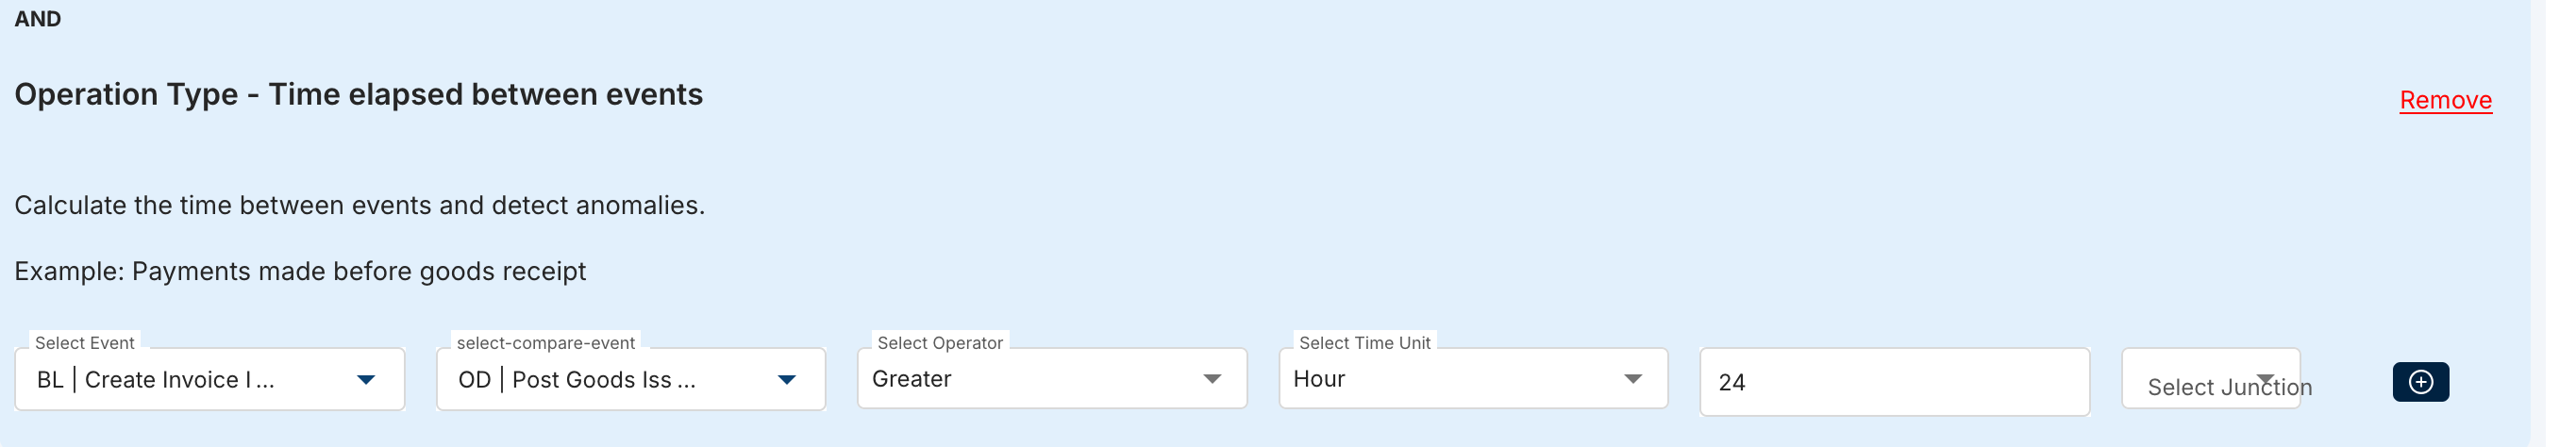 AND
Operation Type - Time elapsed between events
Remove
Calculate the time between events and detect anomalies.
Example: Payments made before goods receipt
Select Event
select-compare-event
Select Operator
Select Time Unit
BL | Create Invoice I ...
OD | Post Goods Iss ...
Greater
Hour
24
Select Junction